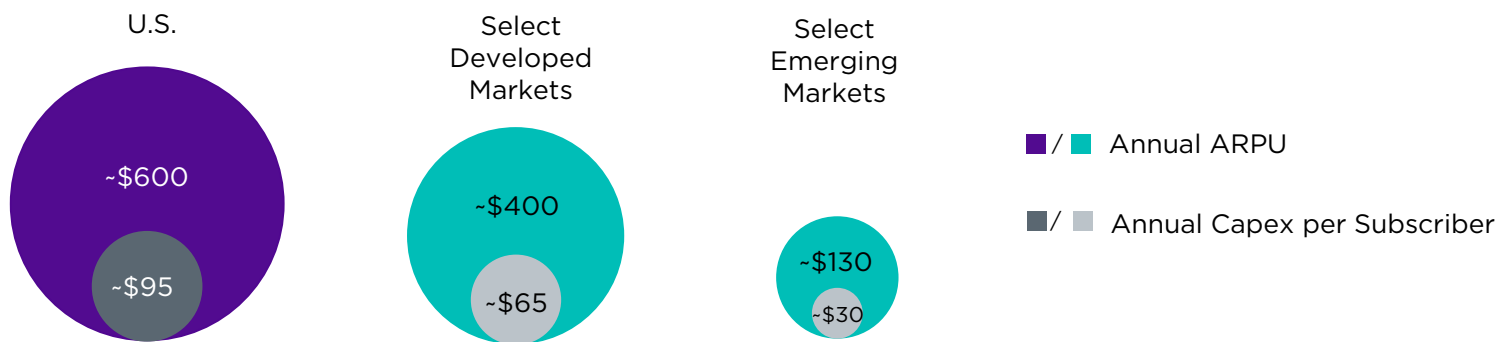 U.S.
~$600
~$95
Select
Developed
Markets
~$400
~$65
Select
Emerging
Markets
~$130
~$30
/ Annual ARPU
/ Annual Capex per Subscriber